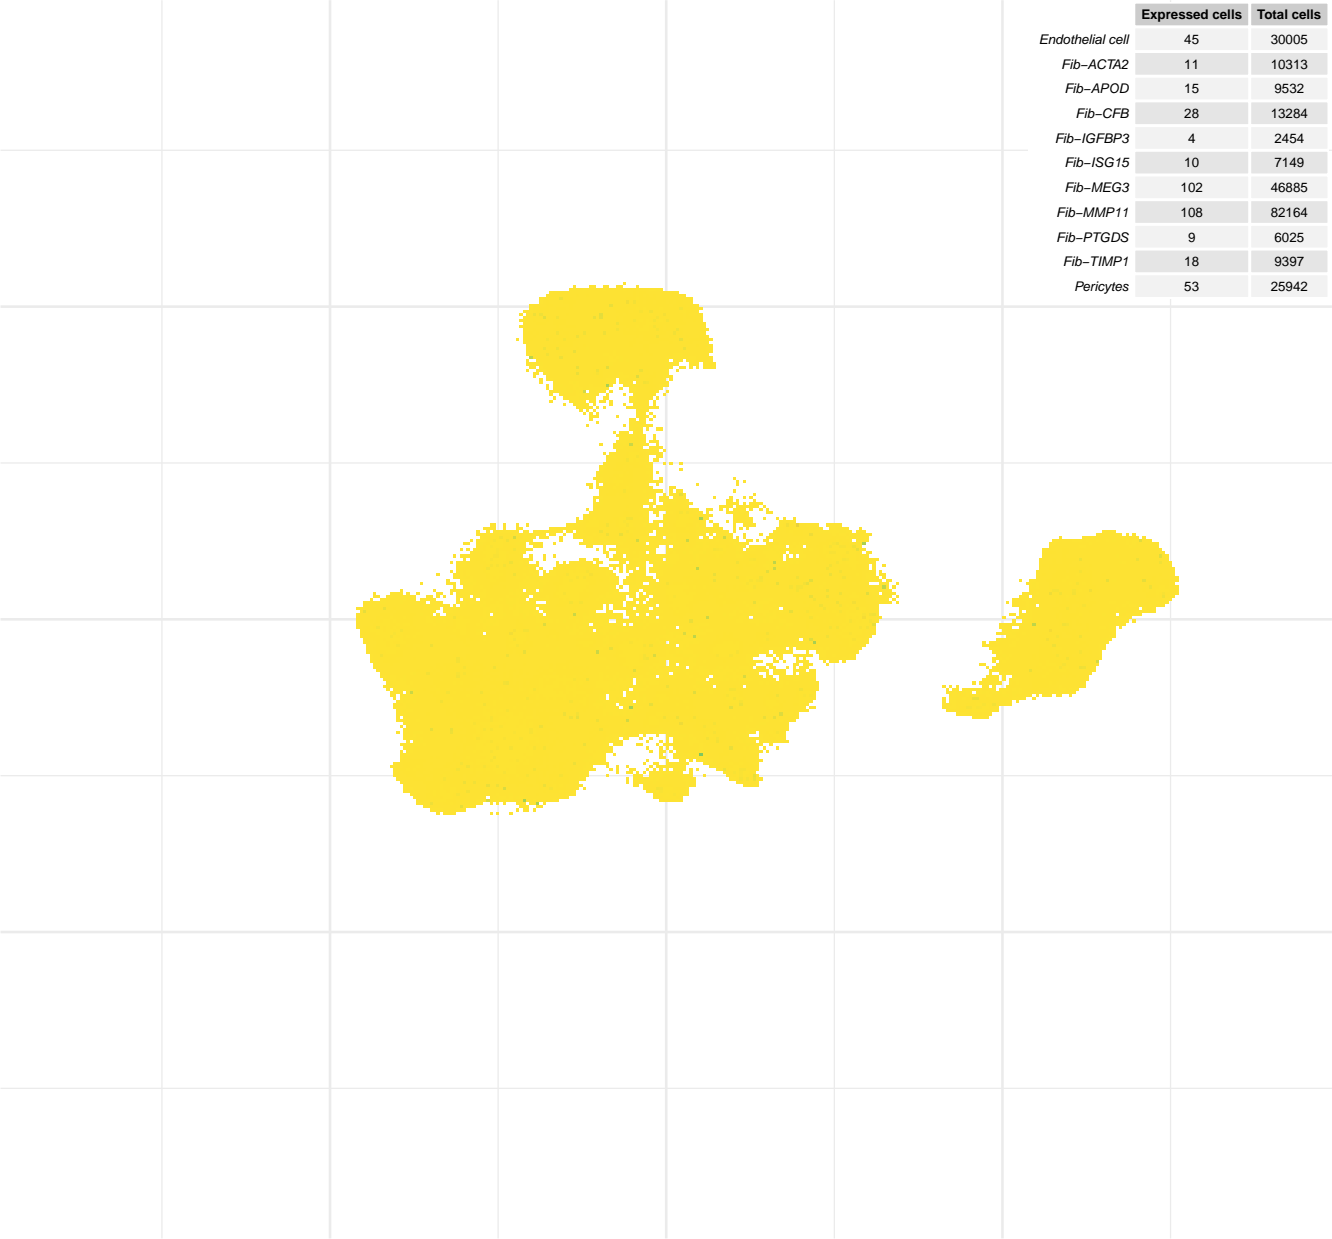 Expressed cells Total cells
Endothelial cell 45 30005
Fib−ACTA2 11 10313
Fib−APOD 15 9532
Fib−CFB 28 13284
Fib−IGFBP3 4 2454
Fib−ISG15 10 7149
Fib−MEG3 102 46885
Fib−MMP11 108 82164
Fib−PTGDS 9 6025
Fib−TIMP1 18 9397
Pericytes 53 25942